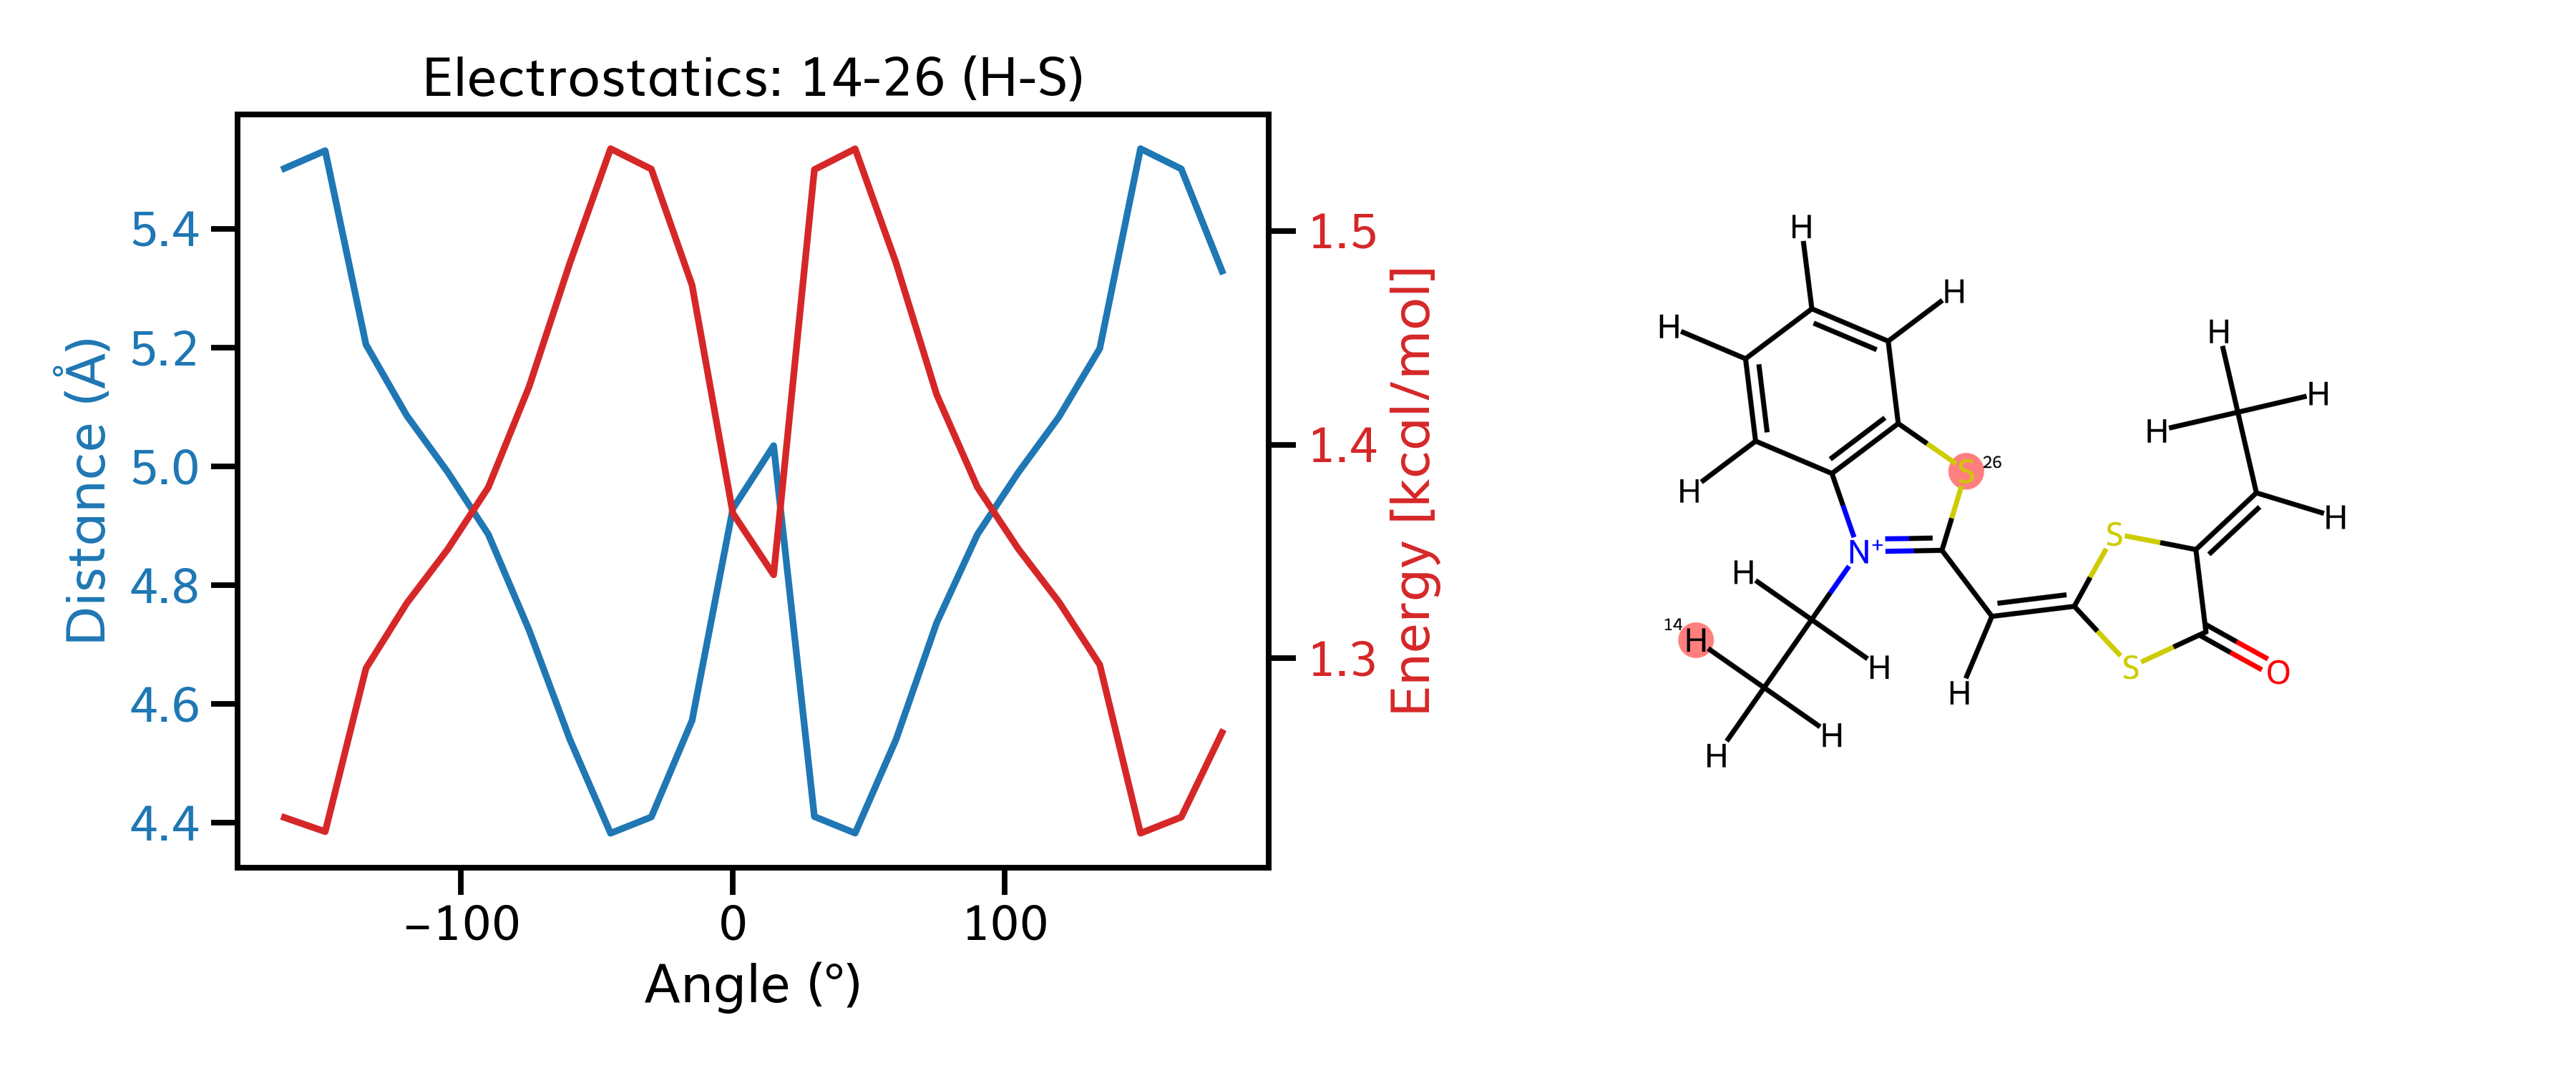 Electrostatics: 14-26 (H-S)
Distance (Å)
5.4
5.2
5.0
4.8
4.6
4.4
1.5
1.4
1.3
Energy [kcal/mol]
−100 0 100
Angle (°)
H
H
H
H
H
H
H
S 26
H
H
S
N+
H
14 H
H
S
O
H
H
H